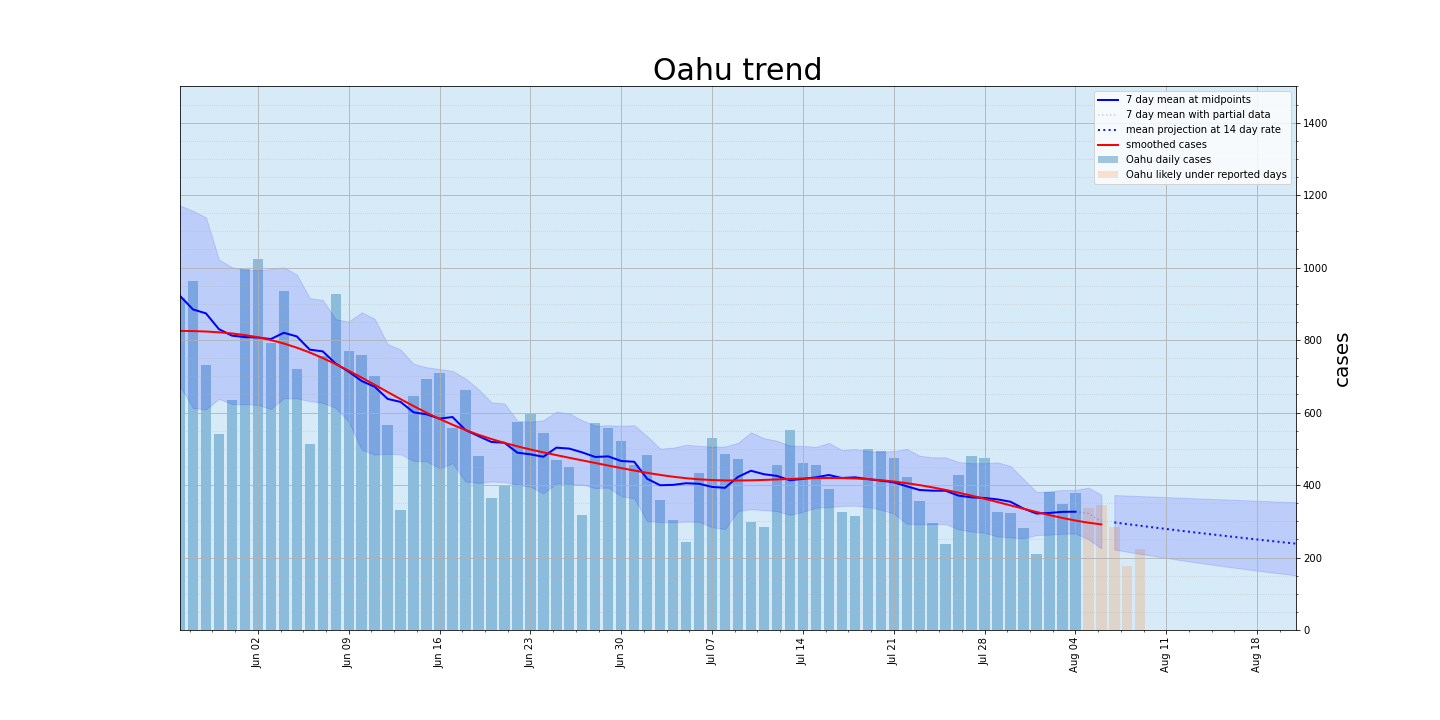 Oahu trend
7 day mean at midpoints
7 day mean with partial data
mean projection at 14 day rate
smoothed cases
Oahu daily cases
Oahu likely under reported days
1400
1200
1000
800
600
400
200
0
cases
Jun 02
Jun 09
Jun 16
Jun 23
Jun 30
Jul 07
Jul 14
Jul 21
Jul 28
Aug 04
Aug 11
Aug 18